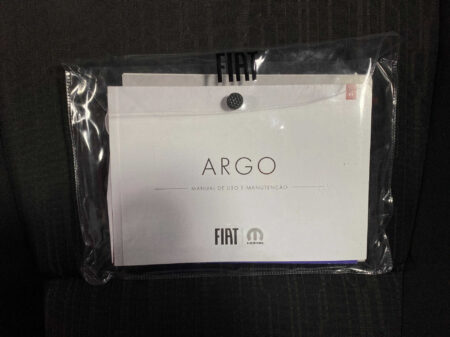 FIAT
ARGO
MANUAL DE USO E MANUTENÇÃO
FIAT